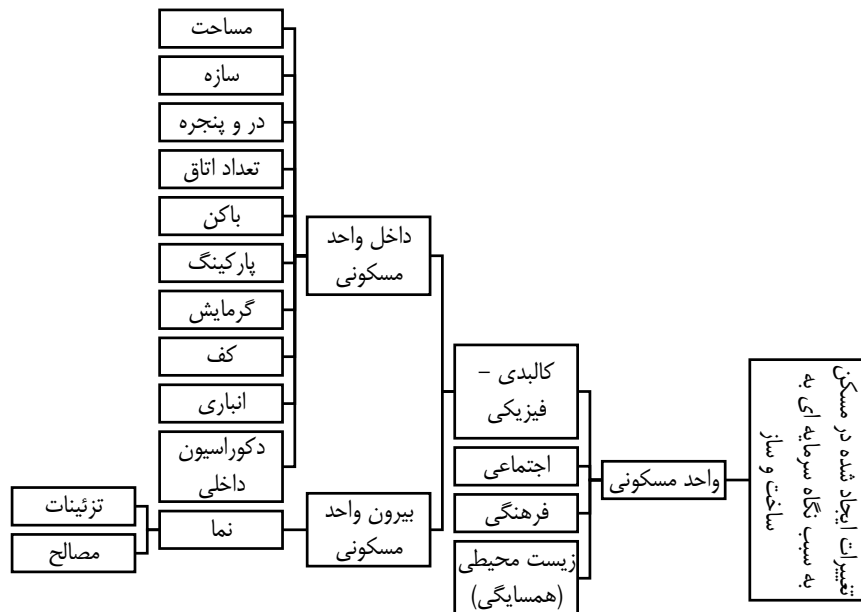 تغییرات ایجاد شده در مسکن
به سبب نگاه سرمایه ای به
ساخت و ساز
واحد مسکونی
کالبدی –
فیزیکی
اجتماعی
فرهنگی
زیست محیطی
(همسایگی)
داخل واحد
مسکونی
بیرون واحد
مسکونی
مساحت
سازه
در و پنجره
تعداد اتاق
باکن
پارکینگ
گرمایش
کف
انباری
دکوراسیون
داخلی
نما
تزئینات
مصالح